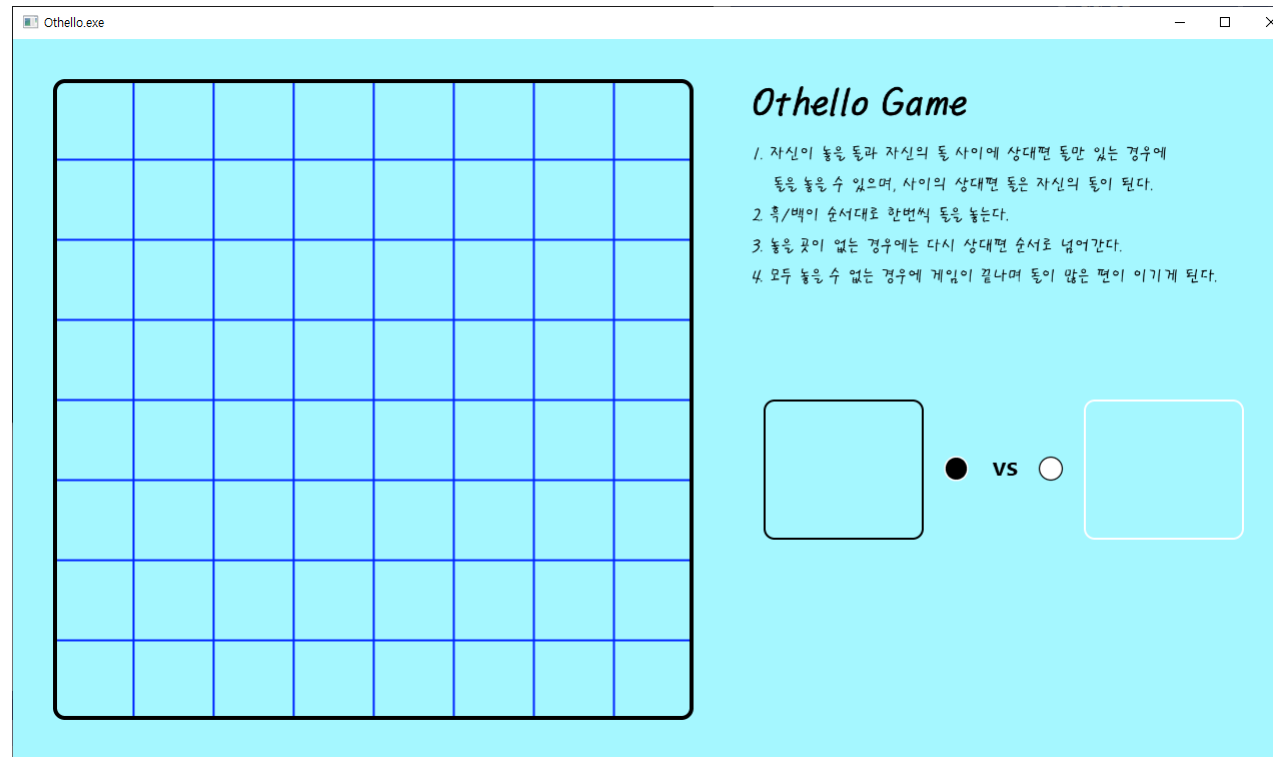 Othello.exe
Othello Game
1. 자신이 놓을 돌과 자신의 돌 사이에 상대편 돌만 있는 경우에
돌을 놓을 수 있으며, 사이의 상대편 돌은 자신의 돌이 된다.
2. 흑/백이 순서대로 한번씩 돌을 놓는다.
3. 놓을 곳이 없는 경우에는 다시 상대편 순서로 넘어간다.
4. 모두 놓을 수 없는 경우에 게임이 끝나며 돌이 많은 편이 이기게 된다.
vs